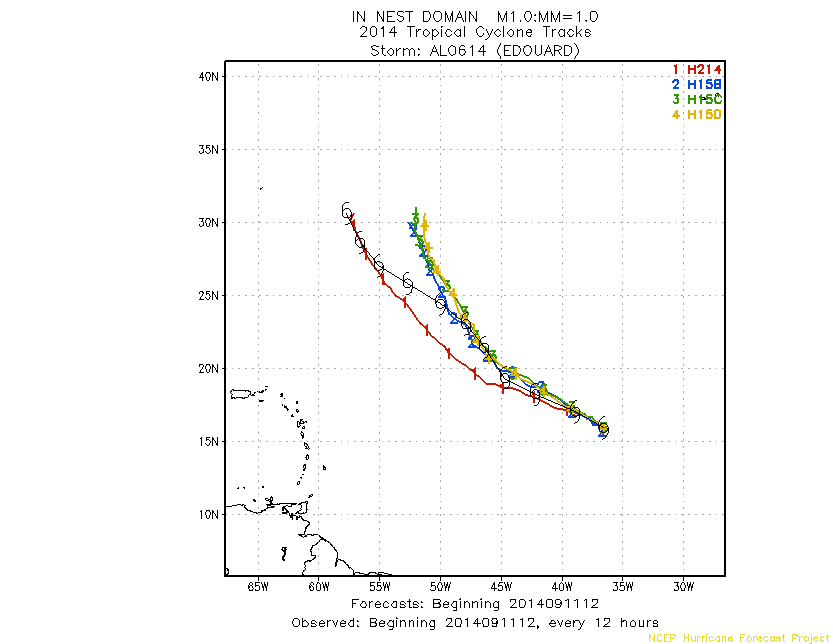 IN NEST DOMAIN M1.0:MM=1.0
2014 Tropical Cyclone Tracks
Storm: AL0614 (EDOUARD)
1 H214
2 H15B
3 H15C
4 H15D
40N
35N
30N
25N
20N
15N
10N
65W 60W 55W 50W 45W 40W 35W 30W
Forecasts: Beginning 2014091112
Observed: Beginning 2014091112, every 12 hours
NCEP Hurricane Forecast Project